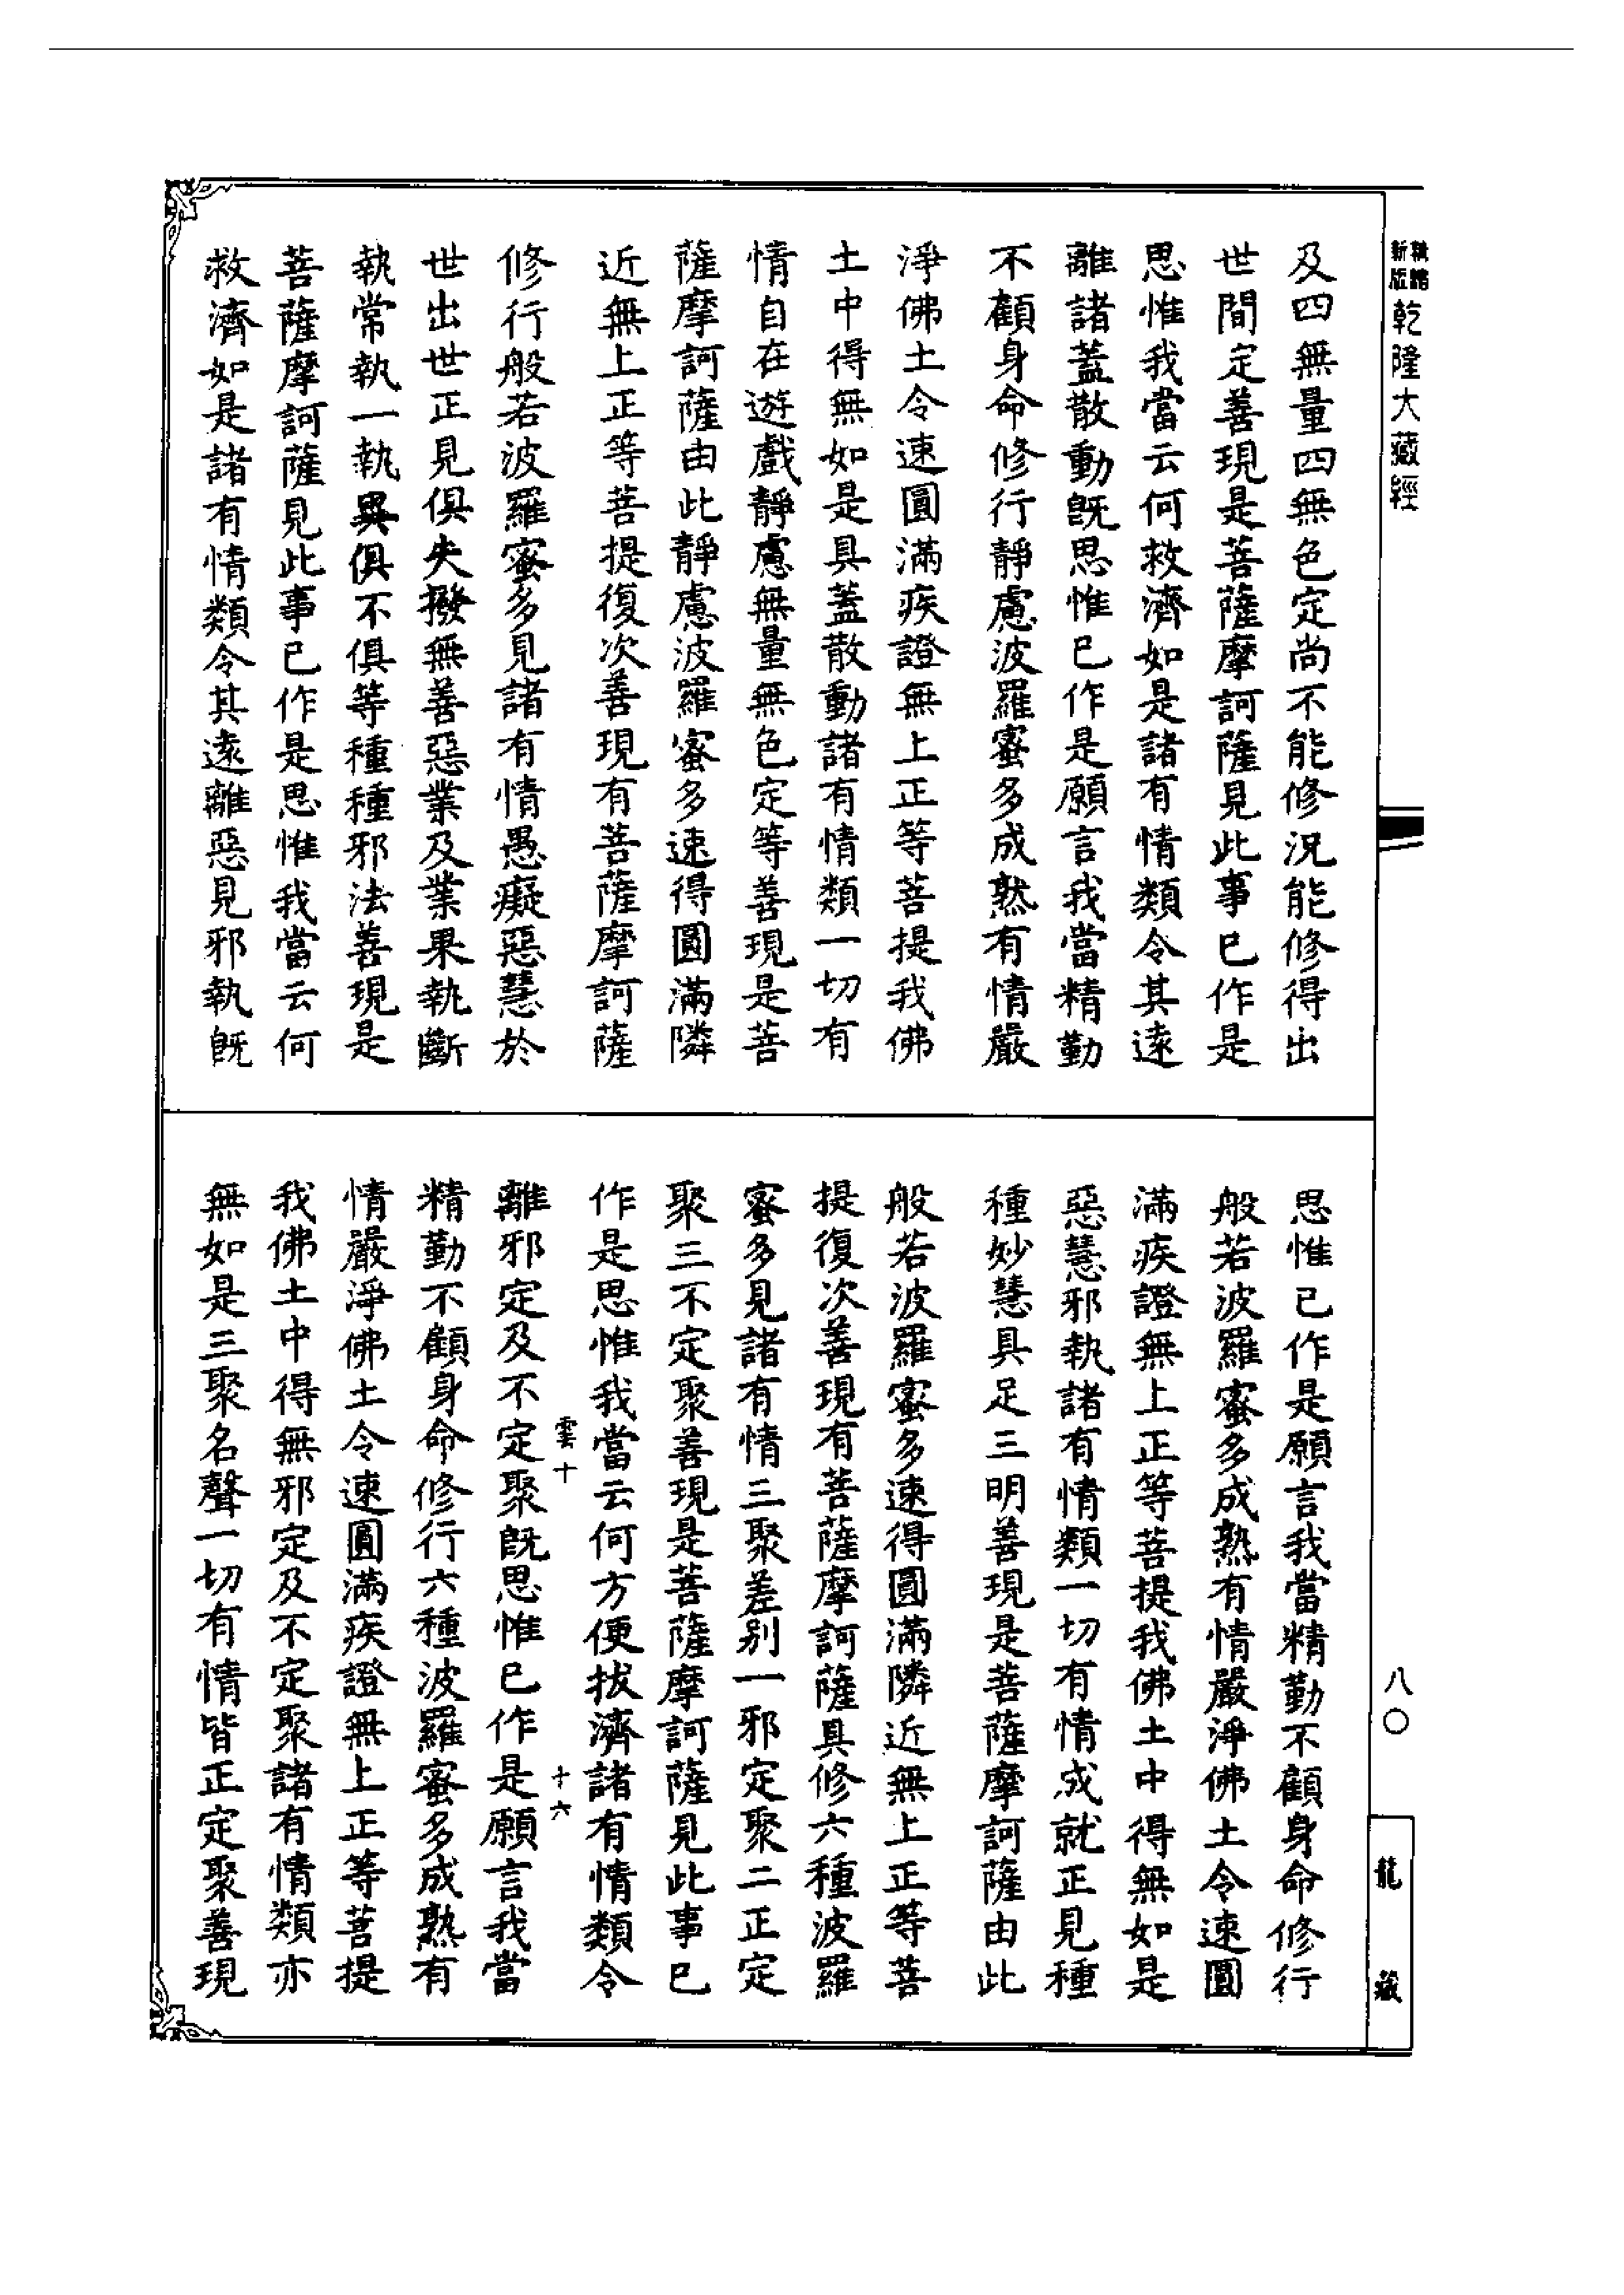 新版
乾隆大藏經
及四無量四無色定尚不能修況能修得出
世間定善現是菩薩摩訶薩見此事已作是
思惟我當云何救濟如是諸有情類令其遠
離諸蓋散動既思惟已作是願言我當精勤
不顧身命修行靜慮波羅蜜多成熟有情嚴
淨佛土令速圓滿疾證無上正等菩提我佛
土中得無如是具蓋散動諸有情類一切有
情自在遊戲靜慮無量無色定等善現是菩
薩摩訶薩由此靜慮波羅蜜多速得圓滿隣
近無上正等菩提復次善現有菩薩摩訶薩
修行般若波羅蜜多見諸有情愚癡惡慧於
世出世正見俱失撥無善惡業及業果執斷
執常執一執異俱不俱等種種邪法善現是
菩薩摩訶薩見此事已作是思惟我當云何
救濟如是諸有情類令其遠離惡見邪執既
思惟已作是願言我當精勤不顧身命修行
般若波羅蜜多成熟有情嚴淨佛土令速圓
滿疾證無上正等菩提我佛土中得無如是
惡慧邪執諸有情類一切有情成就正見種
種妙慧具足三明善現是菩薩摩訶薩由此
般若波羅蜜多速得圓滿隣近無上正等菩
提復次善現有菩薩摩訶薩具修六種波羅
蜜多見諸有情三聚差別一邪定聚二正定
聚三不定聚善現是菩薩摩訶薩見此事已
作是思惟我當云何方便拔濟諸有情類令
雲十
十六
離邪定及不定聚既思惟已作是願言我當
精勤不顧身命修行六種波羅蜜多成熟有
情嚴淨佛土令速圓滿疾證無上正等菩提
我佛土中得無邪定及不定聚諸有情類亦
無如是三聚名聲一切有情皆正定聚善現
八〇
龍藏